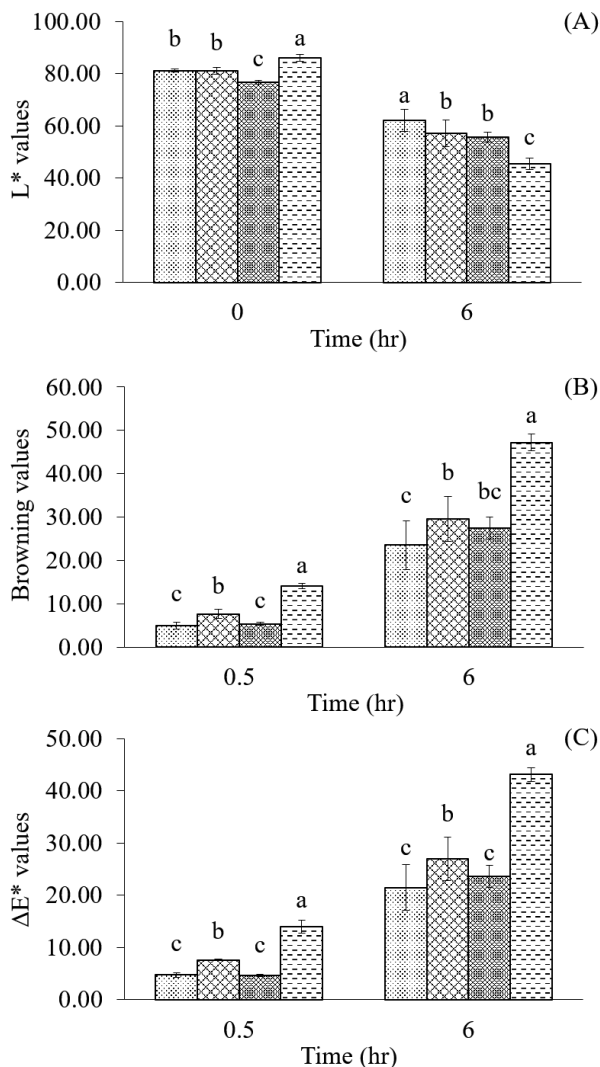 (A)
100.00
80.00
60.00
40.00
20.00
0.00
L* values
b b c a
a b b c
0 6
Time (hr)
(B)
60.00
50.00
40.00
30.00
20.00
10.00
0.00
Browning values
c b c a
c b bc a
0.5 6
Time (hr)
(C)
50.00
40.00
30.00
20.00
10.00
0.00
ΔE* values
c b c a
c b c a
0.5 6
Time (hr)